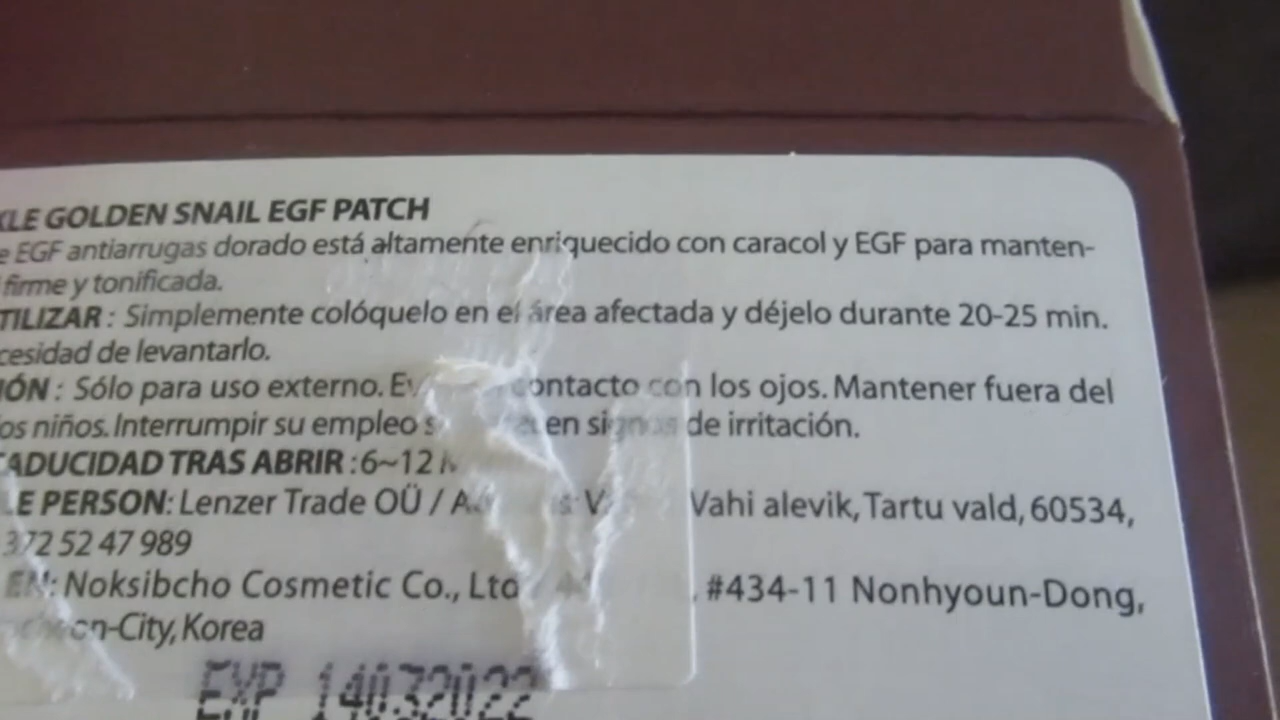 KLE GOLDEN SNAIL EGF PATCH
e EGF antiarrugas dorado está altamente enriquecido con caracol y EGF para manten-
firme y tonificada.
TILIZAR : Simplemente colóquelo en el área afectada y déjelo durante 20-25 min.
cesidad de levantarlo.
IÓN : Sólo para uso externo. contacto con los ojos. Mantener fuera del
os niños. Interrumpir su empleo en signos de irritación.
CADUCIDAD TRAS ABRIR : 6~12
LE PERSON: Lenzer Trade OÜ / Vahi alevik, Tartu vald, 60534,
372 52 47 989
EN: Noksibcho Cosmetic Co., Ltd #434-11 Nonhyoun-Dong,
on-City, Korea
EXP 14032022